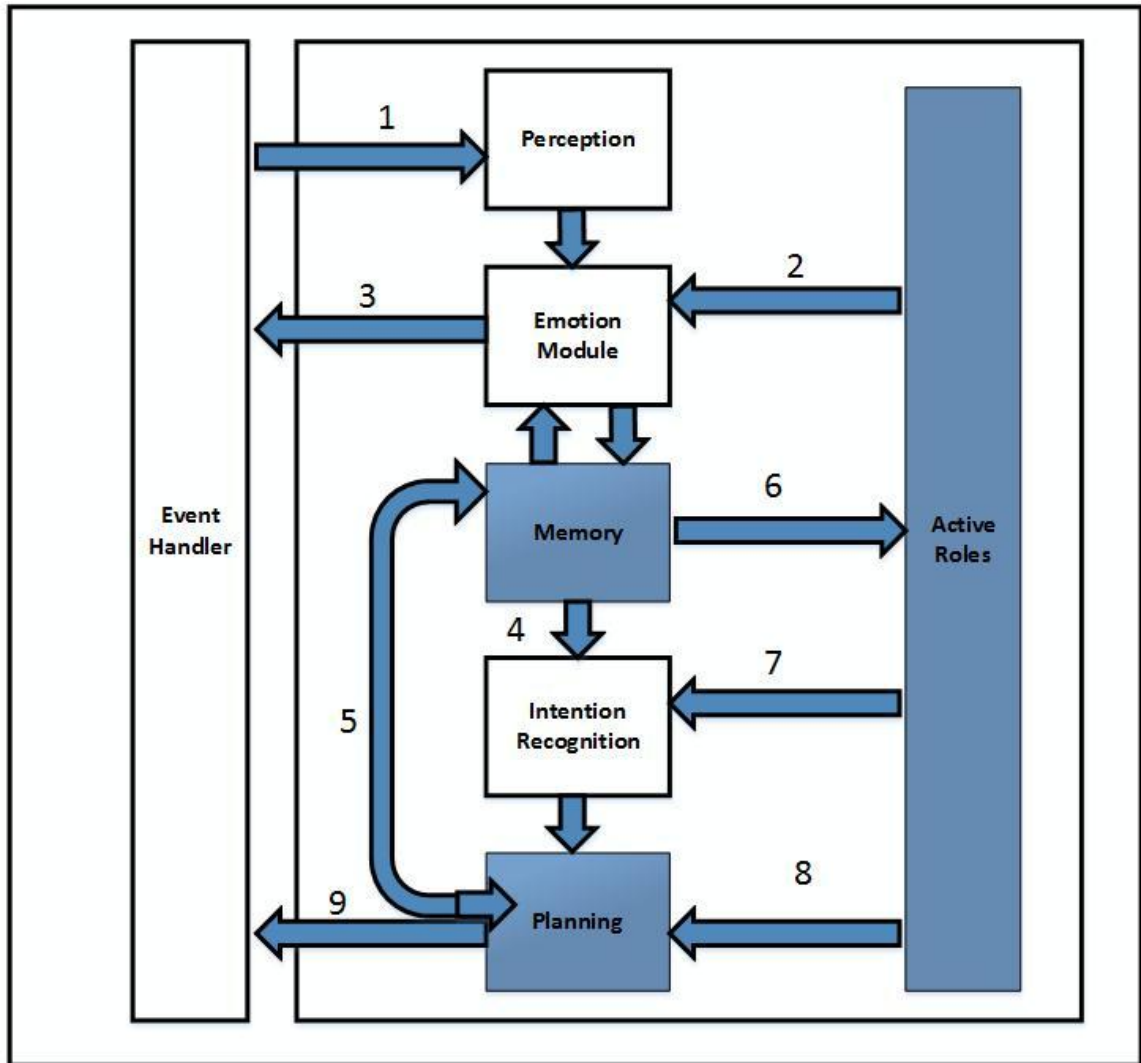 1
Perception
2
3
Emotion
Module
6
Event
Handler
Memory
Active
Roles
4
7
5
Intention
Recognition
8
9
Planning